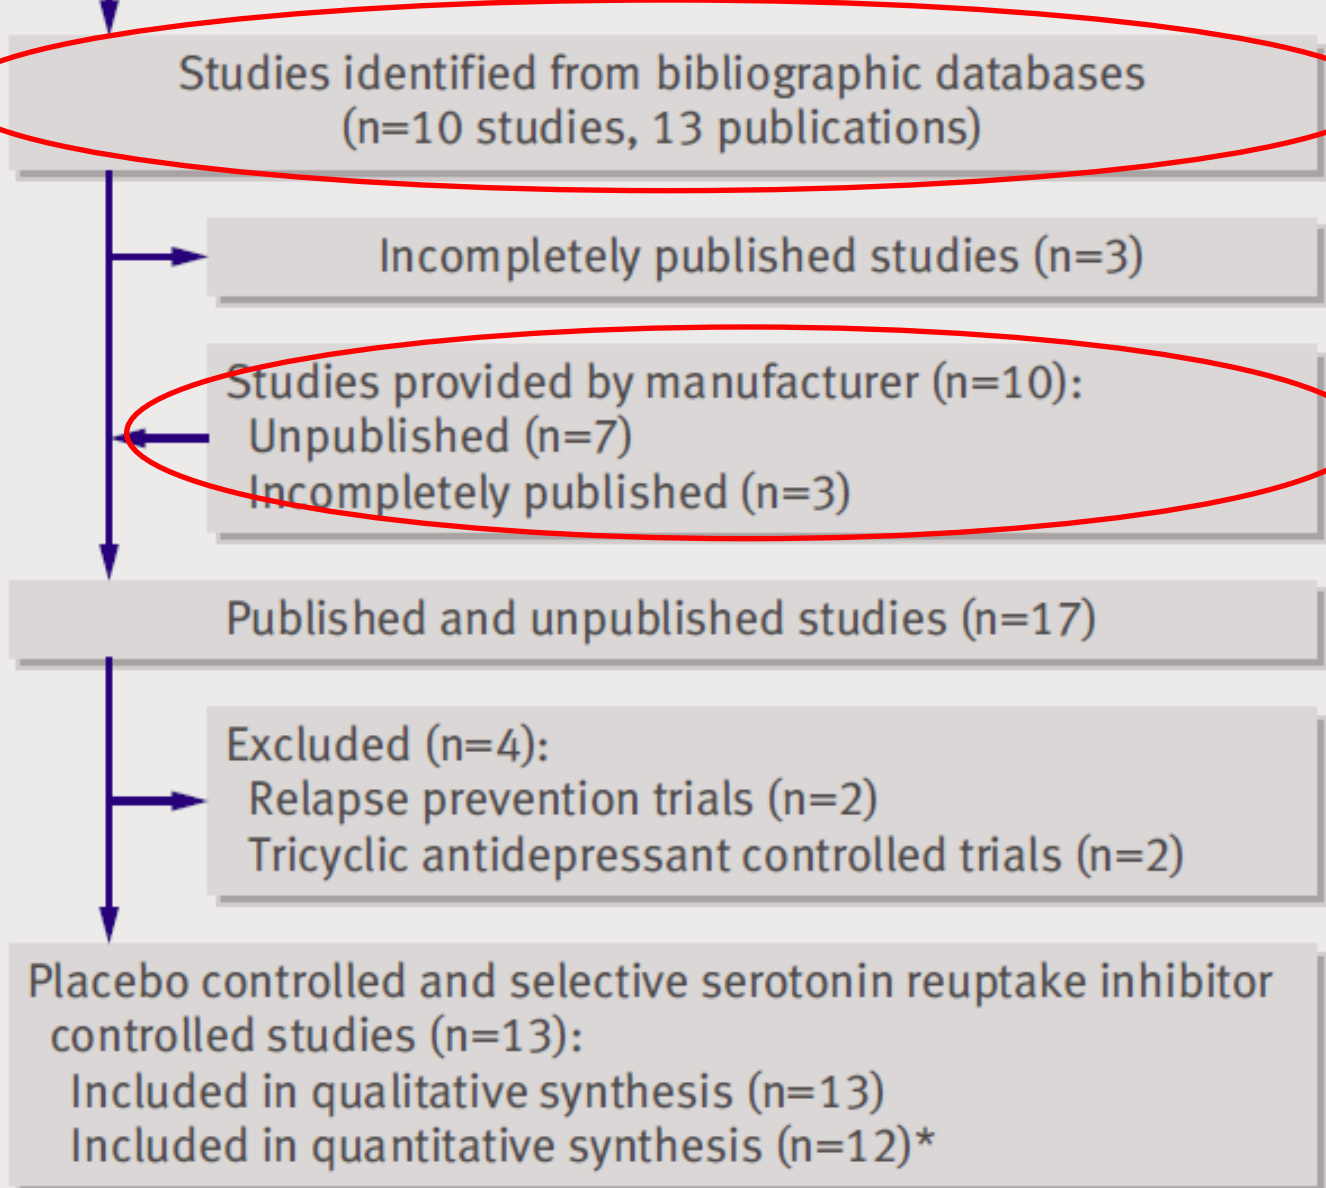 Studies identified from bibliographic databases
(n=10 studies, 13 publications)
Incompletely published studies (n=3)
Studies provided by manufacturer (n=10):
Unpublished (n=7)
Incompletely published (n=3)
Published and unpublished studies (n=17)
Excluded (n=4):
Relapse prevention trials (n=2)
Tricyclic antidepressant controlled trials (n=2)
Placebo controlled and selective serotonin reuptake inhibitor
controlled studies (n=13):
Included in qualitative synthesis (n=13)
Included in quantitative synthesis (n=12)*